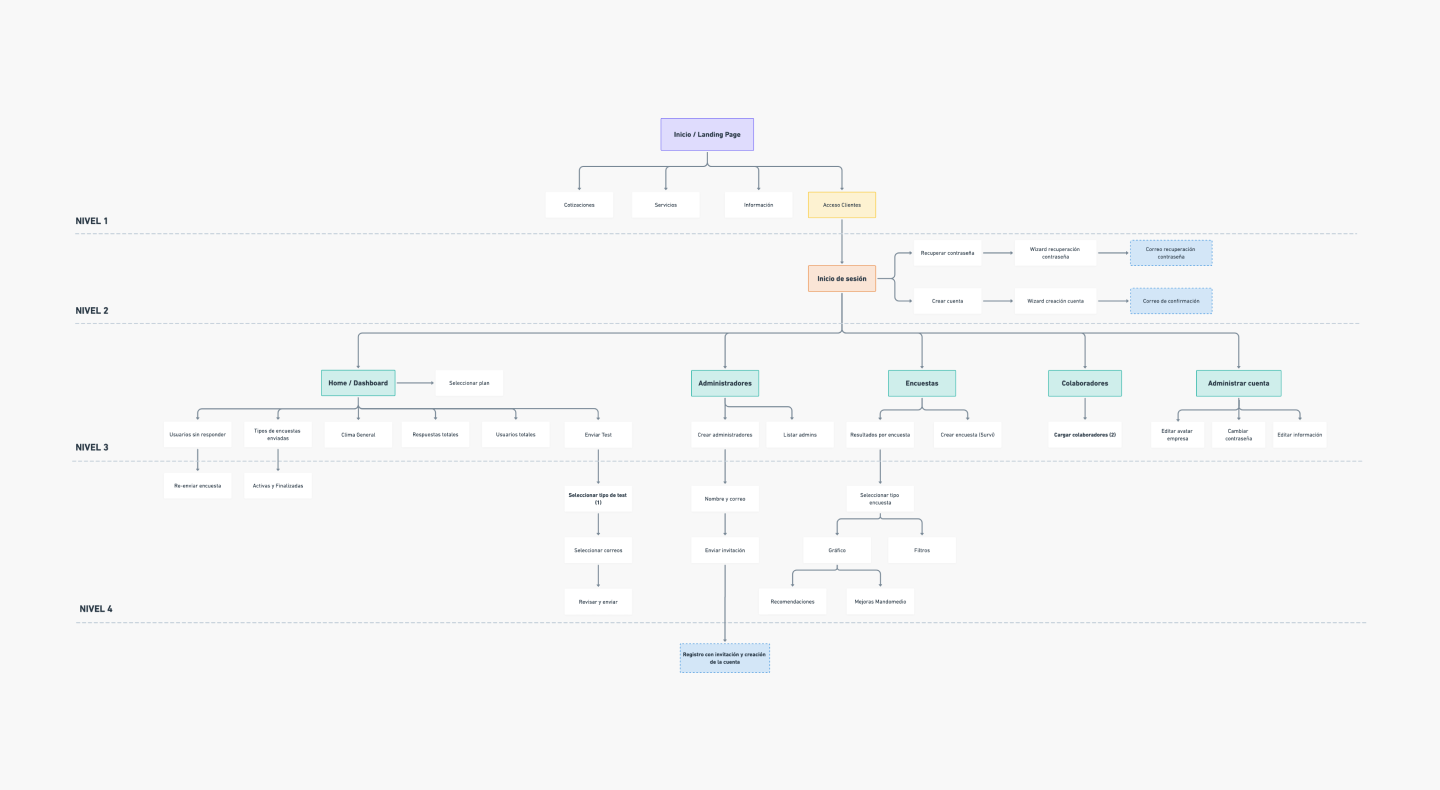 Inicio / Landing Page
Cotizaciones
Servicios
Información
Acceso Clientes
NIVEL 1
Recuperar contraseña
Wizard recuperación
contraseña
Correo recuperación
contraseña
Inicio de sesión
Crear cuenta
Wizard creación cuenta
Correo de confirmación
NIVEL 2
Home / Dashboard
Seleccionar plan
Administradores
Encuestas
Colaboradores
Administrar cuenta
Usuarios sin responder
Tipos de encuestas
enviadas
Clima General
Respuestas totales
Usuarios totales
Enviar Test
Crear administradores
Listar admins
Resultados por encuesta
Crear encuesta (Survi)
Cargar colaboradores (2)
Editar avatar
empresa
Cambiar
contraseña
Editar información
NIVEL 3
Re-enviar encuesta
Activas y Finalizadas
Seleccionar tipo de test
(1)
Nombre y correo
Seleccionar tipo
encuesta
Seleccionar correos
Enviar invitación
Gráfico
Filtros
Revisar y enviar
Recomendaciones
Mejoras Mandomedio
NIVEL 4
Registro con invitación y creación
de la cuenta